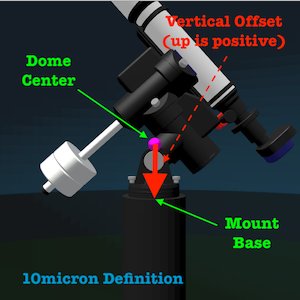 Vertical Offset
(up is positive)
Dome
Center
Mount
Base
10micron Definition